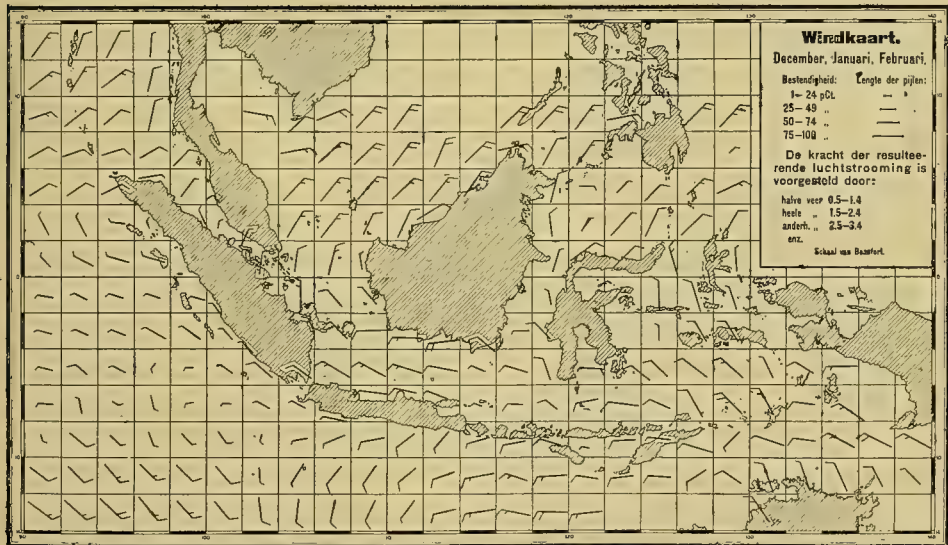 Windkaart.
December, Januari, Februari,
Bestendigheid: Lengte der pijlen:
1- 24 pCt.
25- 49 „
50- 74 „
75-100 „
De kracht der resultee-
rende luchtstrooming is
voorgesteld door:
halve veer 0.5-1.4
heele „ 1.5-2.4
anderh. „ 2.5-3.4
enz.
Schaal van Beaufort.